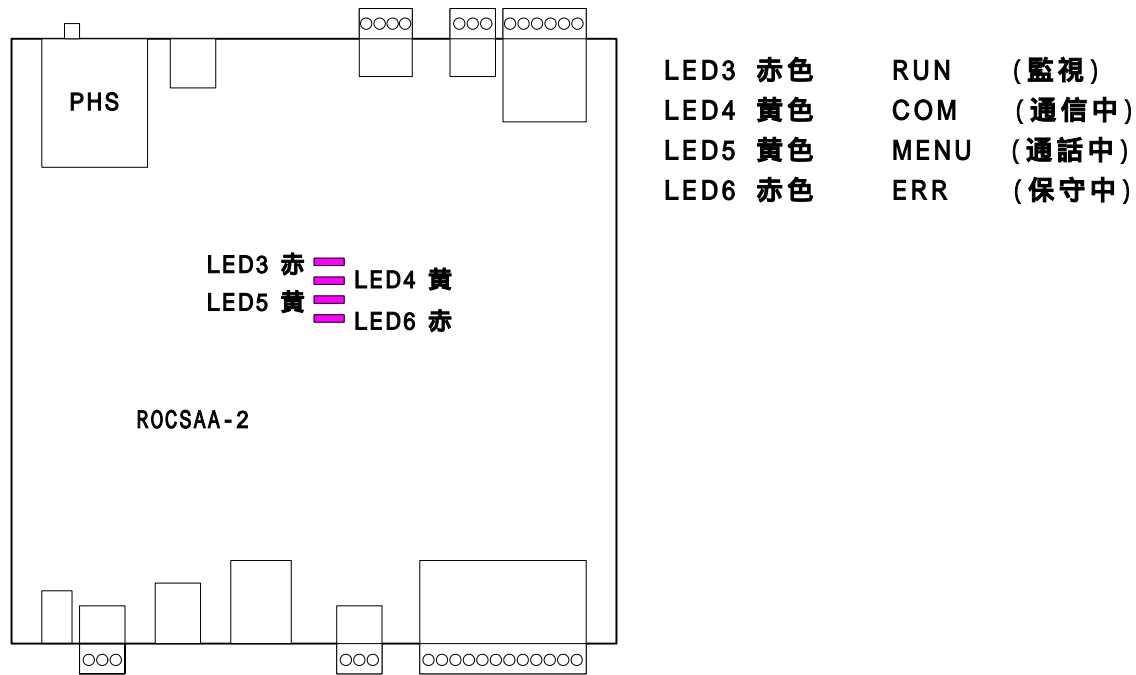 PHS
LED3 赤色 RUN (監視)
LED4 黄色 COM (通信中)
LED5 黄色 MENU (通話中)
LED6 赤色 ERR (保守中)
LED3 赤
LED4 黄
LED5 黄
LED6 赤
ROCSAA-2